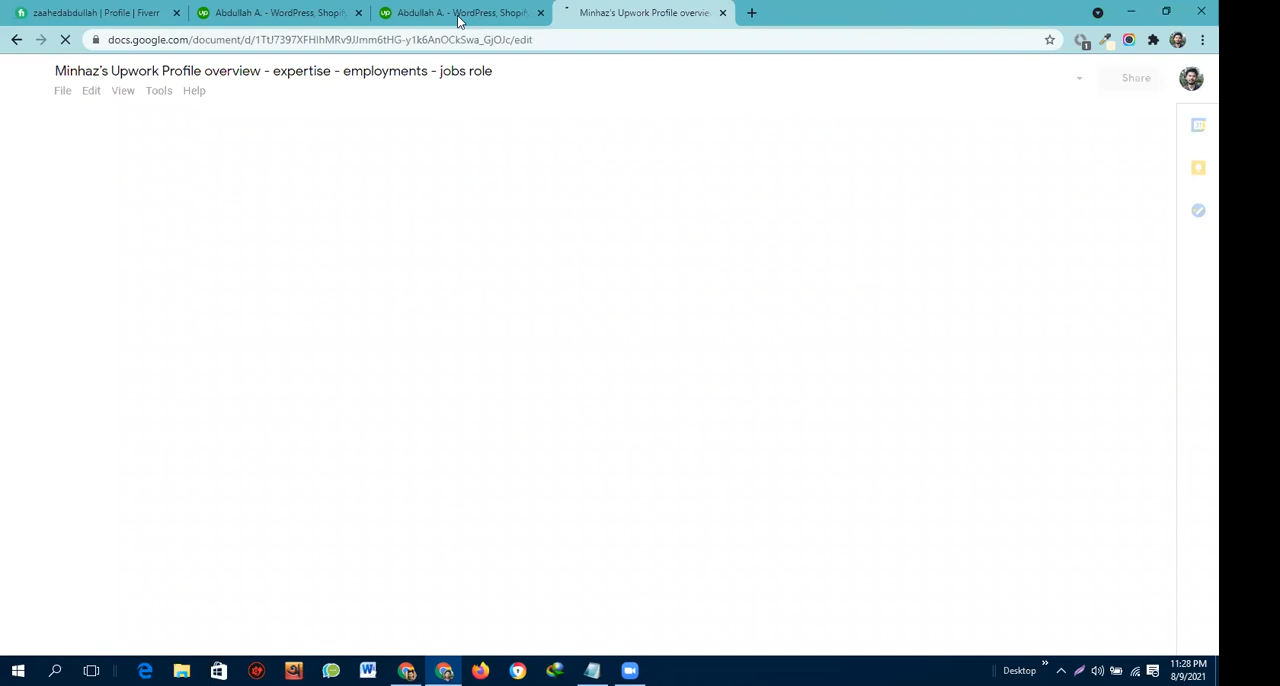 zaahedabdullah | Profile | Fiverr
Abdullah A. - WordPress, Shopif
Abdullah A. - WordPress, Shopif
Minhaz's Upwork Profile overvie
docs.google.com/document/d/1TtJ7397XFHlhMRv9JJmm6tHG-y1k6AnOCkSwa_GjOJc/edit
Minhaz's Upwork Profile overview - expertise - employments - jobs role
File Edit View Tools Help
Share
Desktop
11:28 PM
8/9/2021